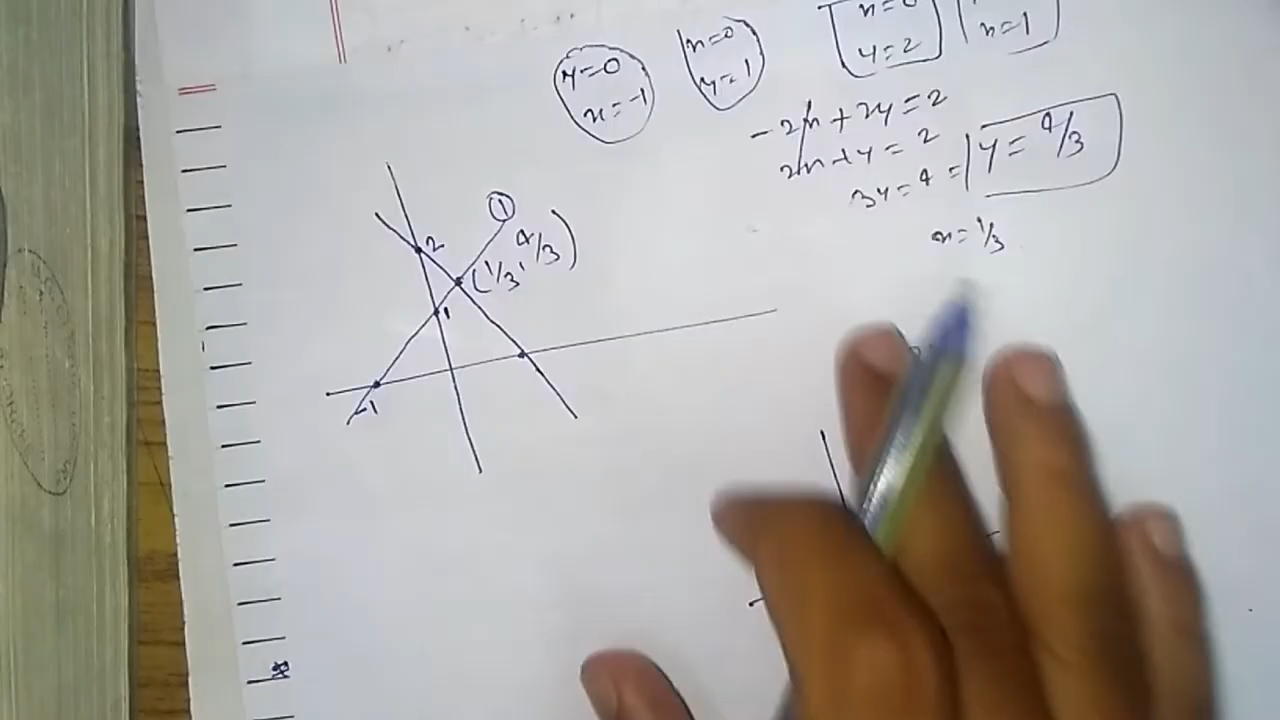 x=0
y=2
x=1
y=0
x=-1
x=0
y=1
-2x+2y=2
2x+y=2
3y=4 = y=4/3
x=1/3
1
2
(1/3, 4/3)
1
-1